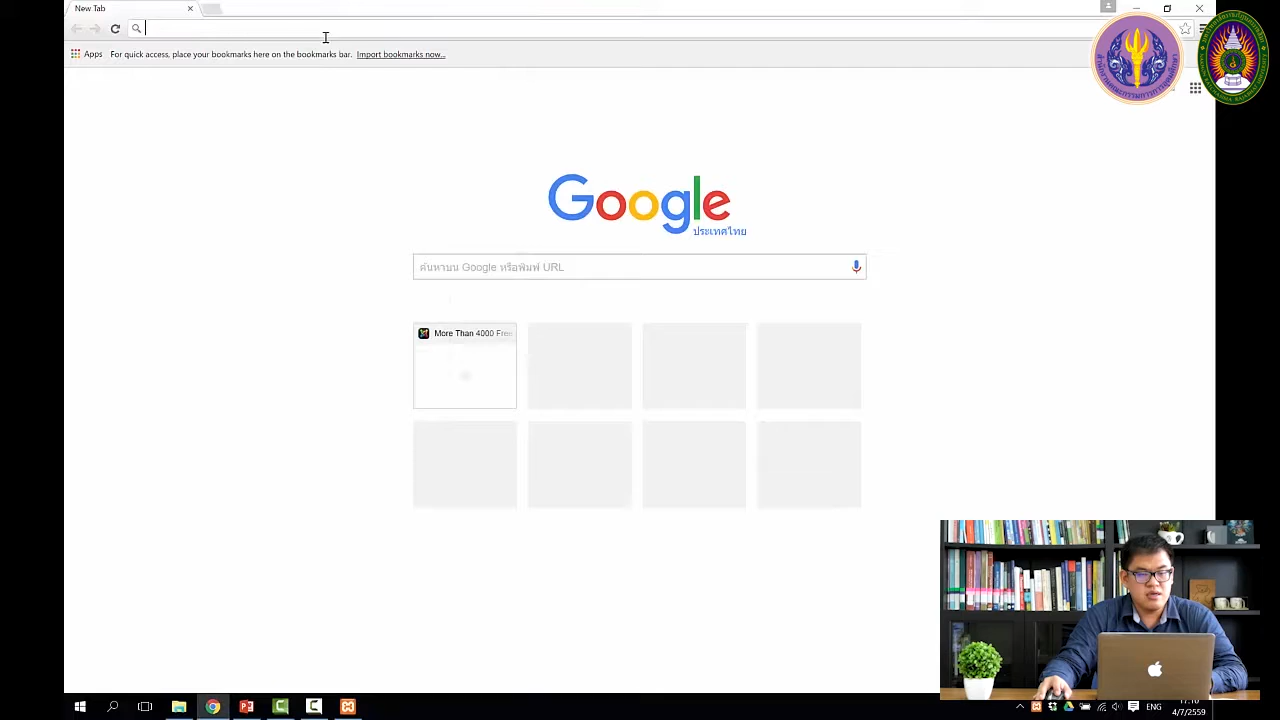 New Tab
Apps For quick access, place your bookmarks here on the bookmarks bar. Import bookmarks now...
Google
ประเทศไทย
ค้นหาบน Google หรือพิมพ์ URL
More Than 4000 Free
ENG
4/7/2559